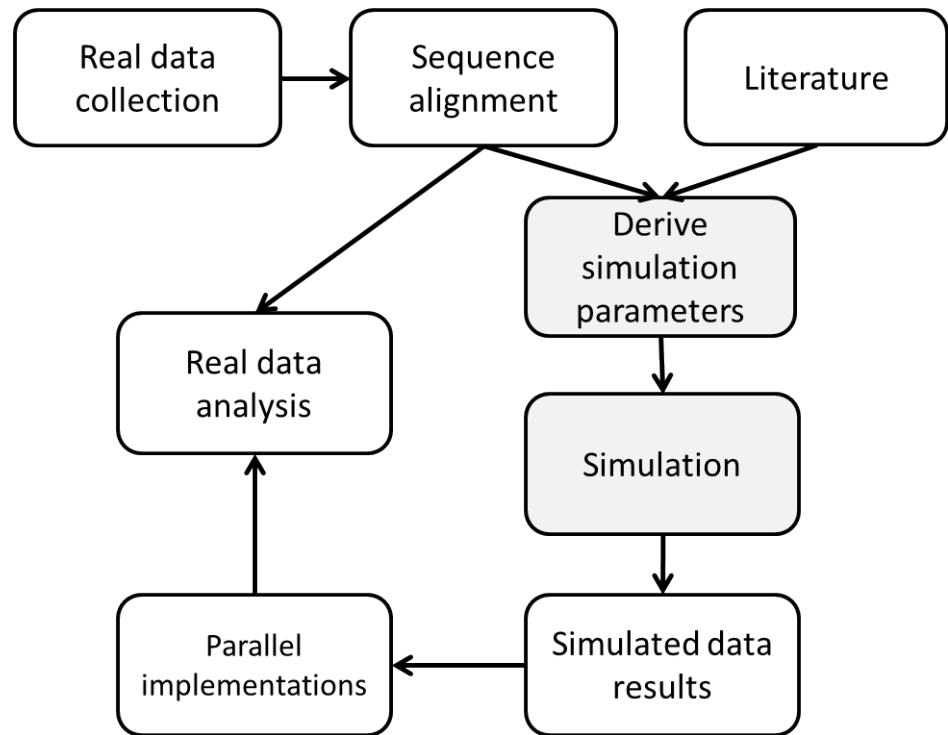 Real data
collection
Sequence
alignment
Literature
Derive
simulation
parameters
Real data
analysis
Simulation
Parallel
implementations
Simulated data
results